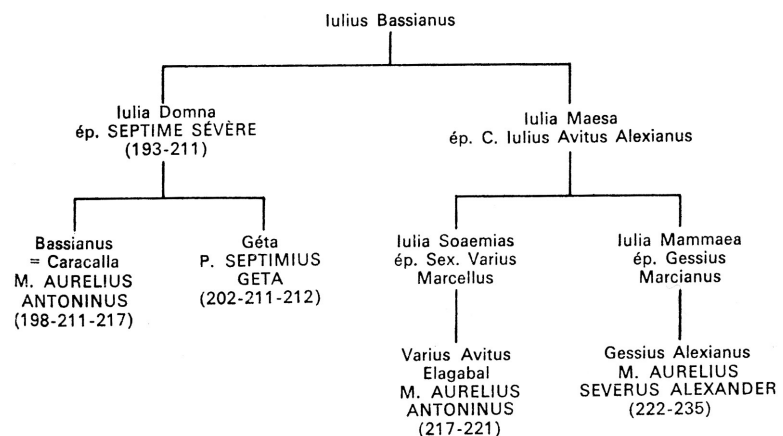 Iulius Bassianus
Iulia Domna
ép. SEPTIME SÉVÈRE
(193-211)
Iulia Maesa
ép. C. Iulius Avitus Alexianus
Bassianus
= Caracalla
M. AURELIUS
ANTONINUS
(198-211-217)
Géta
P. SEPTIMIUS
GETA
(202-211-212)
Iulia Soaemias
ép. Sex. Varius
Marcellus
Iulia Mammaea
ép. Gessius
Marcianus
Varius Avitus
Elagabal
M. AURELIUS
ANTONINUS
(217-221)
Gessius Alexianus
M. AURELIUS
SEVERUS ALEXANDER
(222-235)